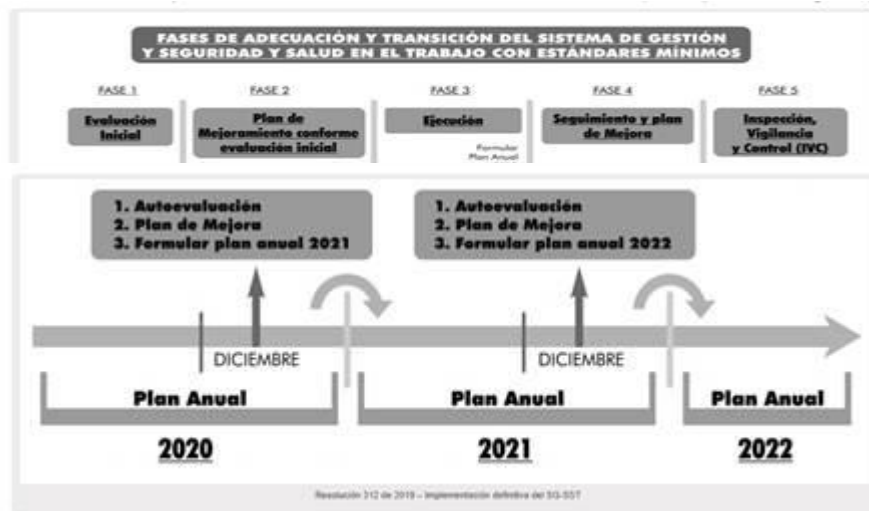 FASES DE ADECUACIÓN Y TRANSICIÓN DEL SISTEMA DE GESTIÓN
Y SEGURIDAD Y SALUD EN EL TRABAJO CON ESTÁNDARES MÍNIMOS
FASE 1
Evaluación
Inicial
FASE 2
Plan de
Mejoramiento conforme
evaluación inicial
FASE 3
Ejecución
Formular
Plan Anual
FASE 4
Seguimiento y plan
de Mejora
FASE 5
Inspección,
Vigilancia
y Control (IVC)
1. Autoevaluación
2. Plan de Mejora
3. Formular plan anual 2021
1. Autoevaluación
2. Plan de Mejora
3. Formular plan anual 2022
DICIEMBRE
DICIEMBRE
Plan Anual
Plan Anual
Plan Anual
2020
2021
2022
Resolución 312 de 2019 – Implementación definitiva del SG-SST